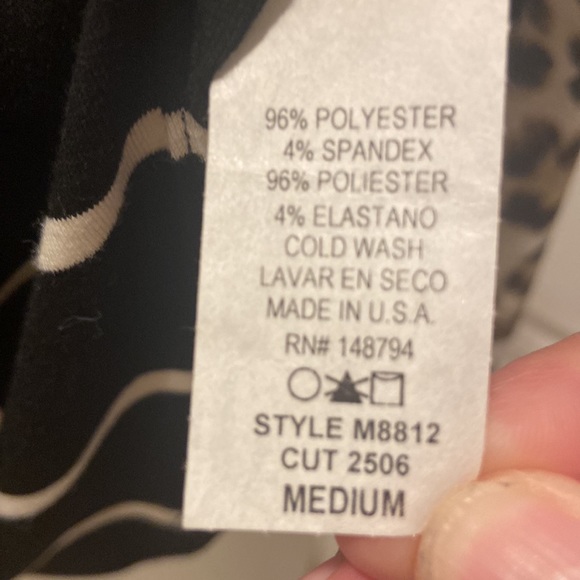 96% POLYESTER
4% SPANDEX
96% POLIESTER
4% ELASTANO
COLD WASH
LAVAR EN SECO
MADE IN U.S.A.
RN# 148794
STYLE M8812
CUT 2506
MEDIUM